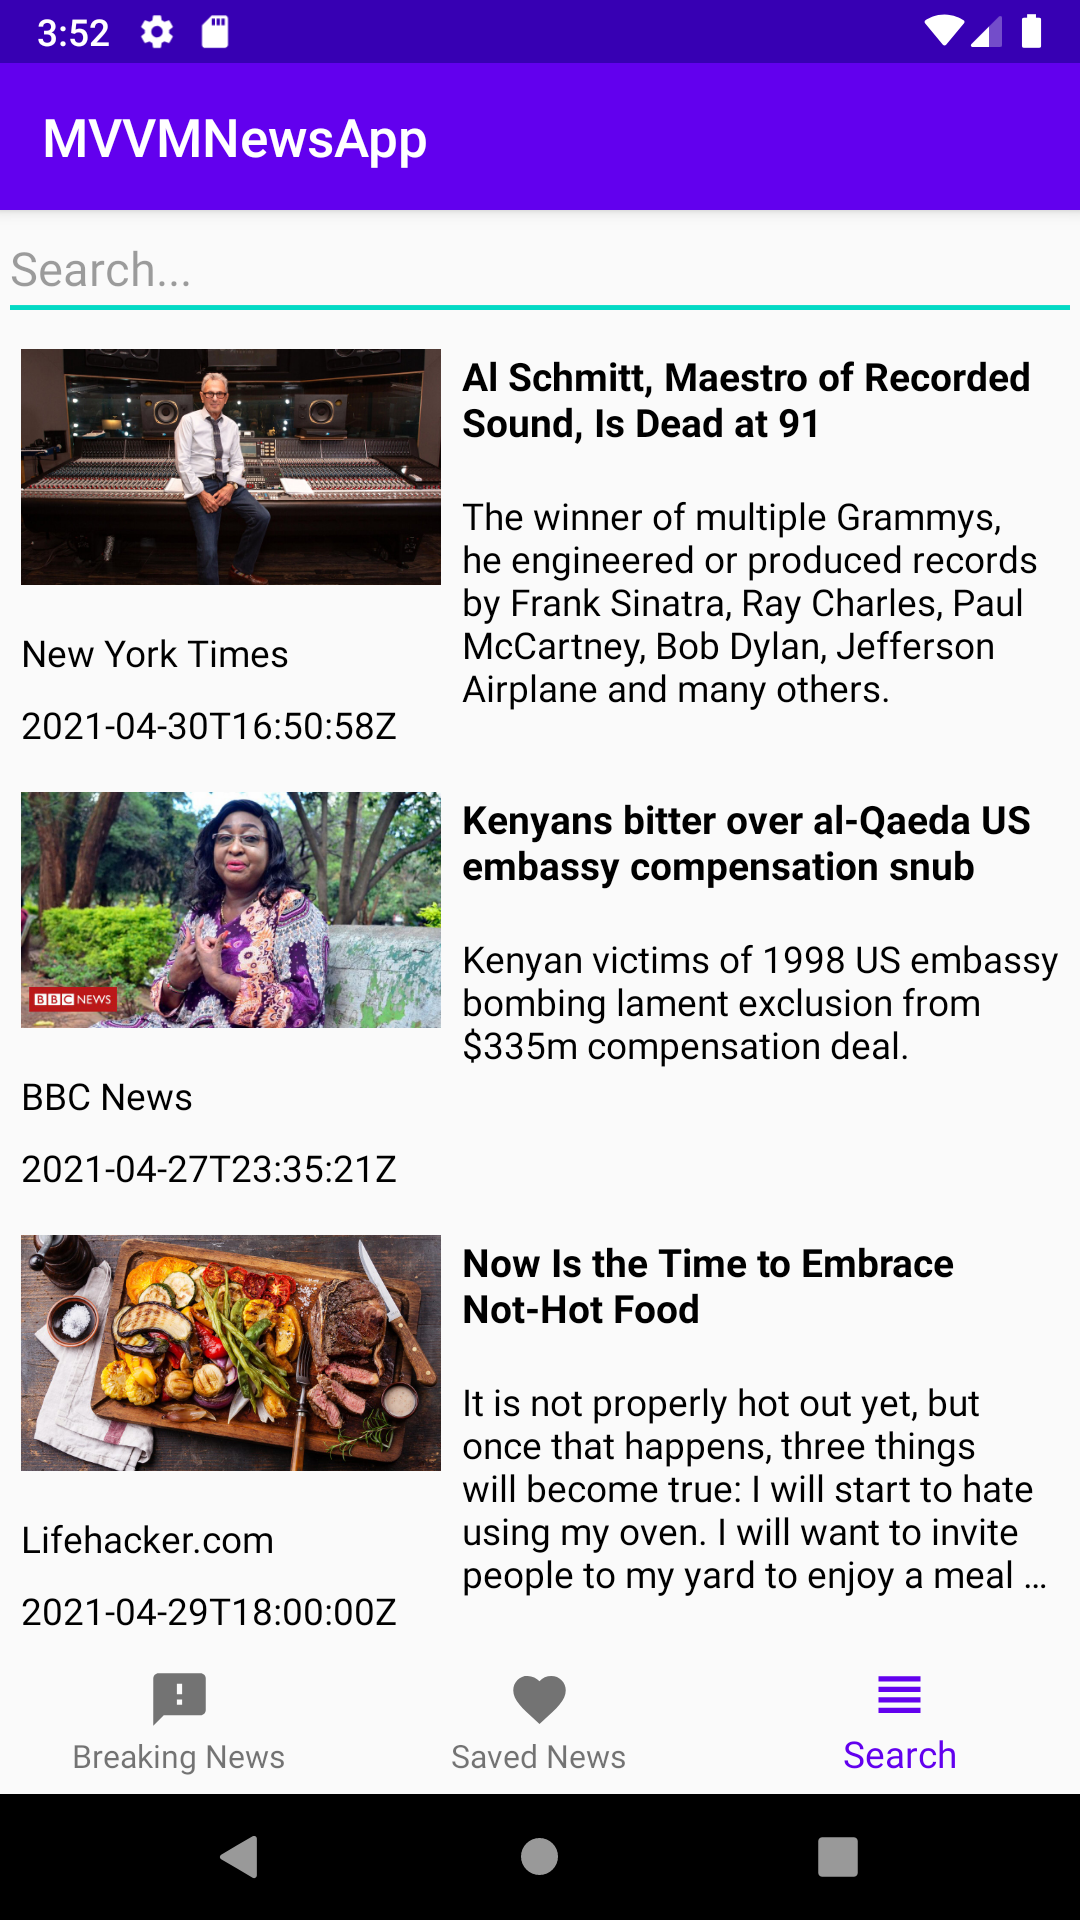 3:52
MVVMNewsApp
Search...
Al Schmitt, Maestro of Recorded
Sound, Is Dead at 91
The winner of multiple Grammys,
he engineered or produced records
by Frank Sinatra, Ray Charles, Paul
McCartney, Bob Dylan, Jefferson
Airplane and many others.
New York Times
2021-04-30T16:50:58Z
BBC NEWS
Kenyans bitter over al-Qaeda US
embassy compensation snub
Kenyan victims of 1998 US embassy
bombing lament exclusion from
$335m compensation deal.
BBC News
2021-04-27T23:35:21Z
Now Is the Time to Embrace
Not-Hot Food
It is not properly hot out yet, but
once that happens, three things
will become true: I will start to hate
using my oven. I will want to invite
people to my yard to enjoy a meal …
Lifehacker.com
2021-04-29T18:00:00Z
Breaking News
Saved News
Search